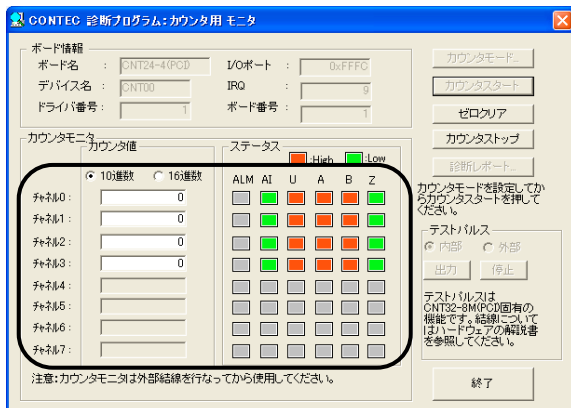 CONTEC 診断プログラム:カウンタ用 モニタ
ボード情報
ボード名 : CNT24-4(PCI) I/Oポート : 0xFFFC
デバイス名 : CNT00 IRQ : 9
ドライバ番号 : 1 ボード番号 : 1
カウンタモード...
カウンタスタート
ゼロクリア
カウンタストップ
診断レポート...
カウンタモニタ
カウンタ値
10進数 16進数
ステータス
:High :Low
ALM AI U A B Z
チャネル0 : 0
チャネル1 : 0
チャネル2 : 0
チャネル3 : 0
チャネル4 :
チャネル5 :
チャネル6 :
チャネル7 :
注意:カウンタモニタは外部結線を行なってから使用してください。
カウンタモードを設定してか
らカウンタスタートを押して
ください。
テストパルス
内部 外部
出力 停止
テストパルスは
CNT32-8M(PCI)固有の
機能です。結線について
はハードウェアの解説書
を参照してください。
終了